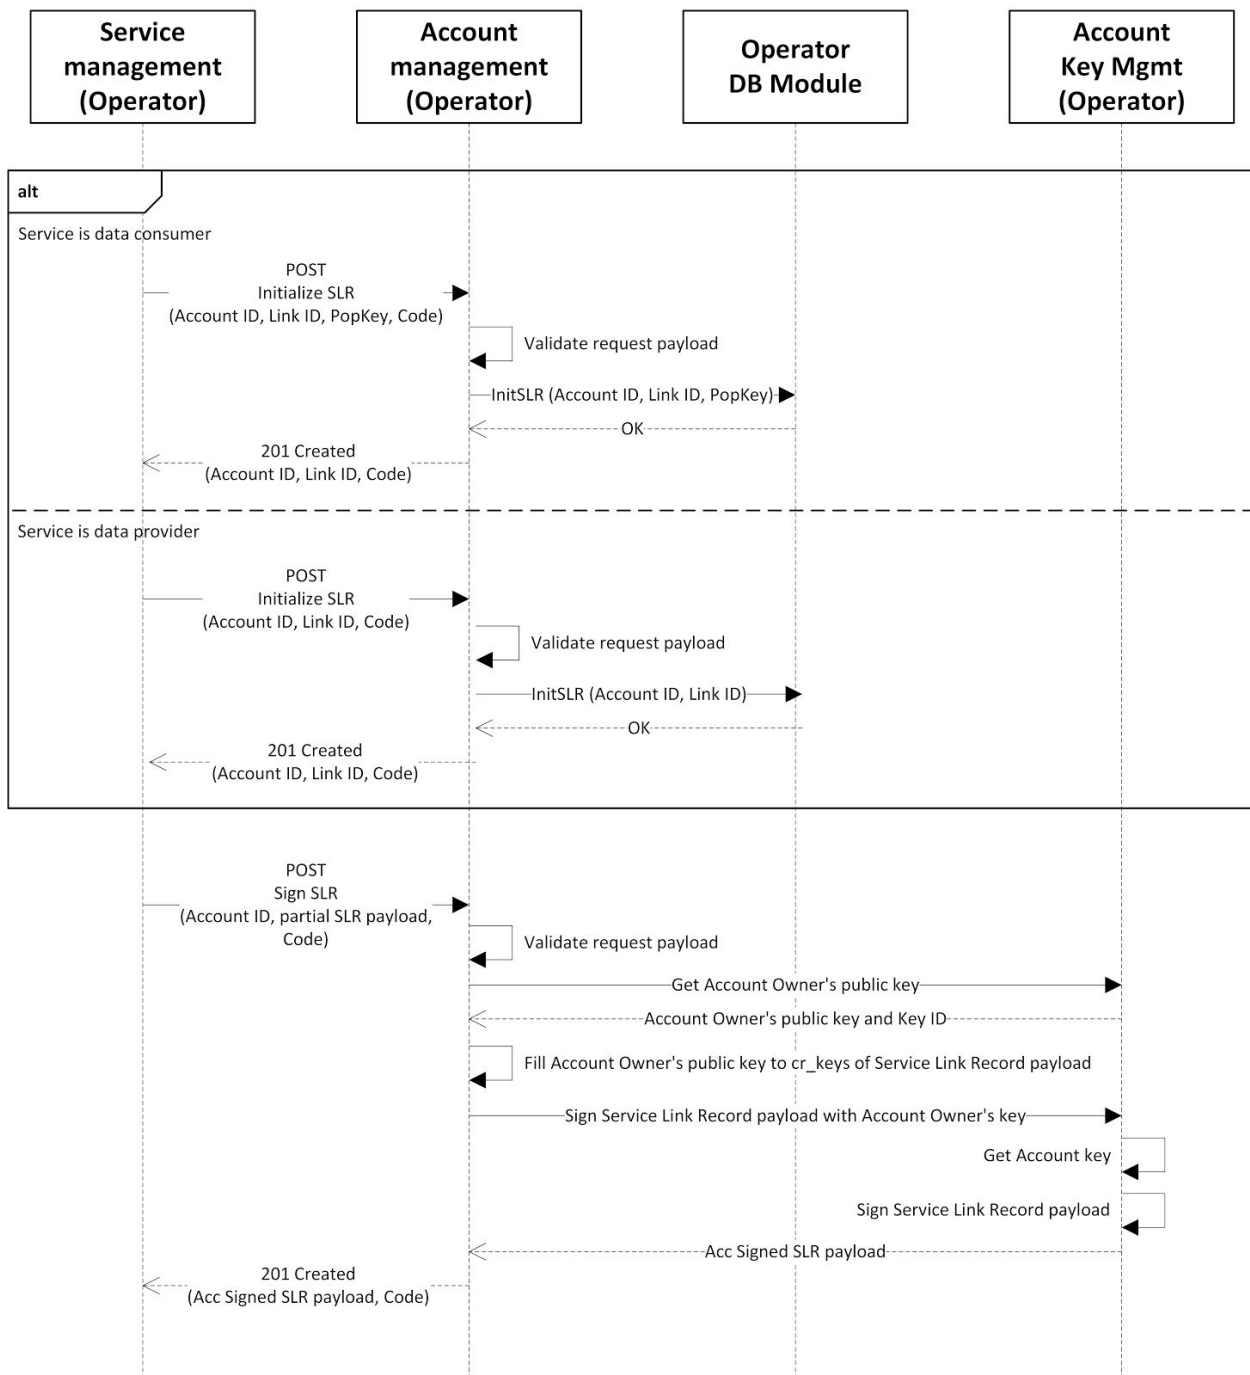 Service
management
(Operator)
Account
management
(Operator)
Operator
DB Module
Account
Key Mgmt
(Operator)
alt
Service is data consumer
POST
Initialize SLR
(Account ID, Link ID, PopKey, Code)
Validate request payload
InitSLR (Account ID, Link ID, PopKey)
OK
201 Created
(Account ID, Link ID, Code)
Service is data provider
POST
Initialize SLR
(Account ID, Link ID, Code)
Validate request payload
InitSLR (Account ID, Link ID)
OK
201 Created
(Account ID, Link ID, Code)
POST
Sign SLR
(Account ID, partial SLR payload,
Code)
Validate request payload
Get Account Owner's public key
Account Owner's public key and Key ID
Fill Account Owner's public key to cr_keys of Service Link Record payload
Sign Service Link Record payload with Account Owner's key
Get Account key
Sign Service Link Record payload
Acc Signed SLR payload
201 Created
(Acc Signed SLR payload, Code)